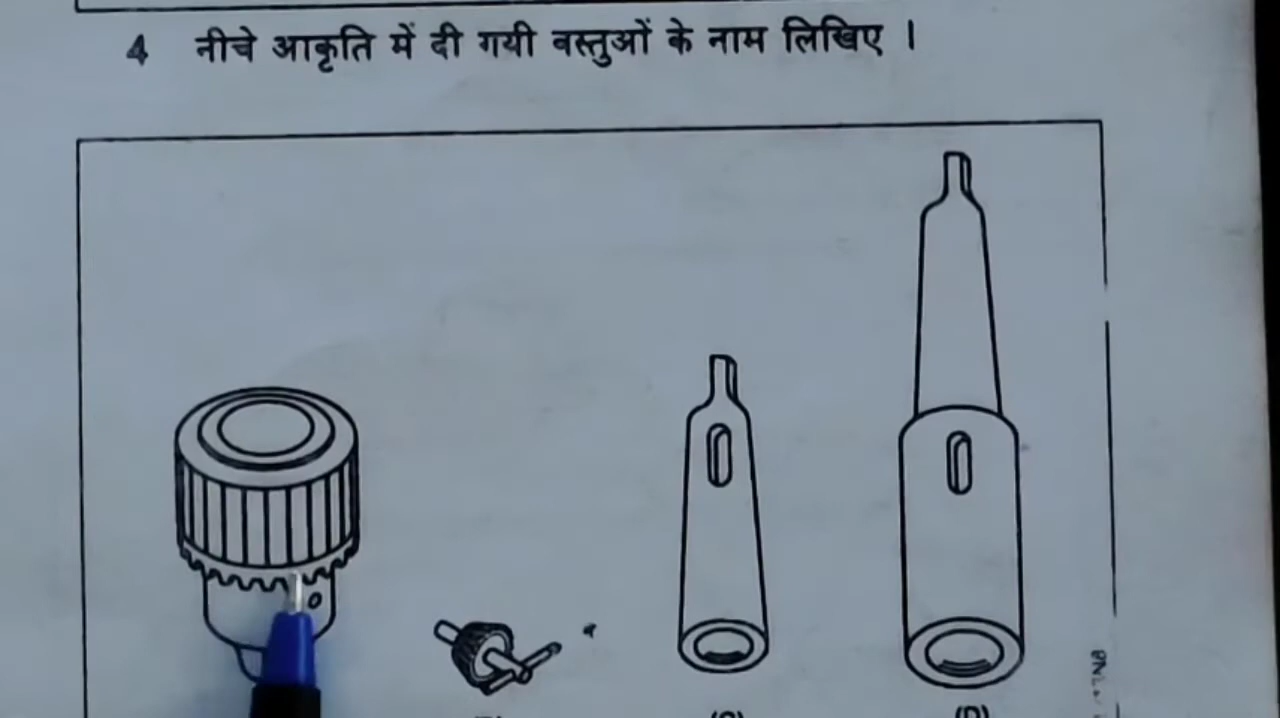 4 नीचे आकृति में दी गयी वस्तुओं के नाम लिखिए ।